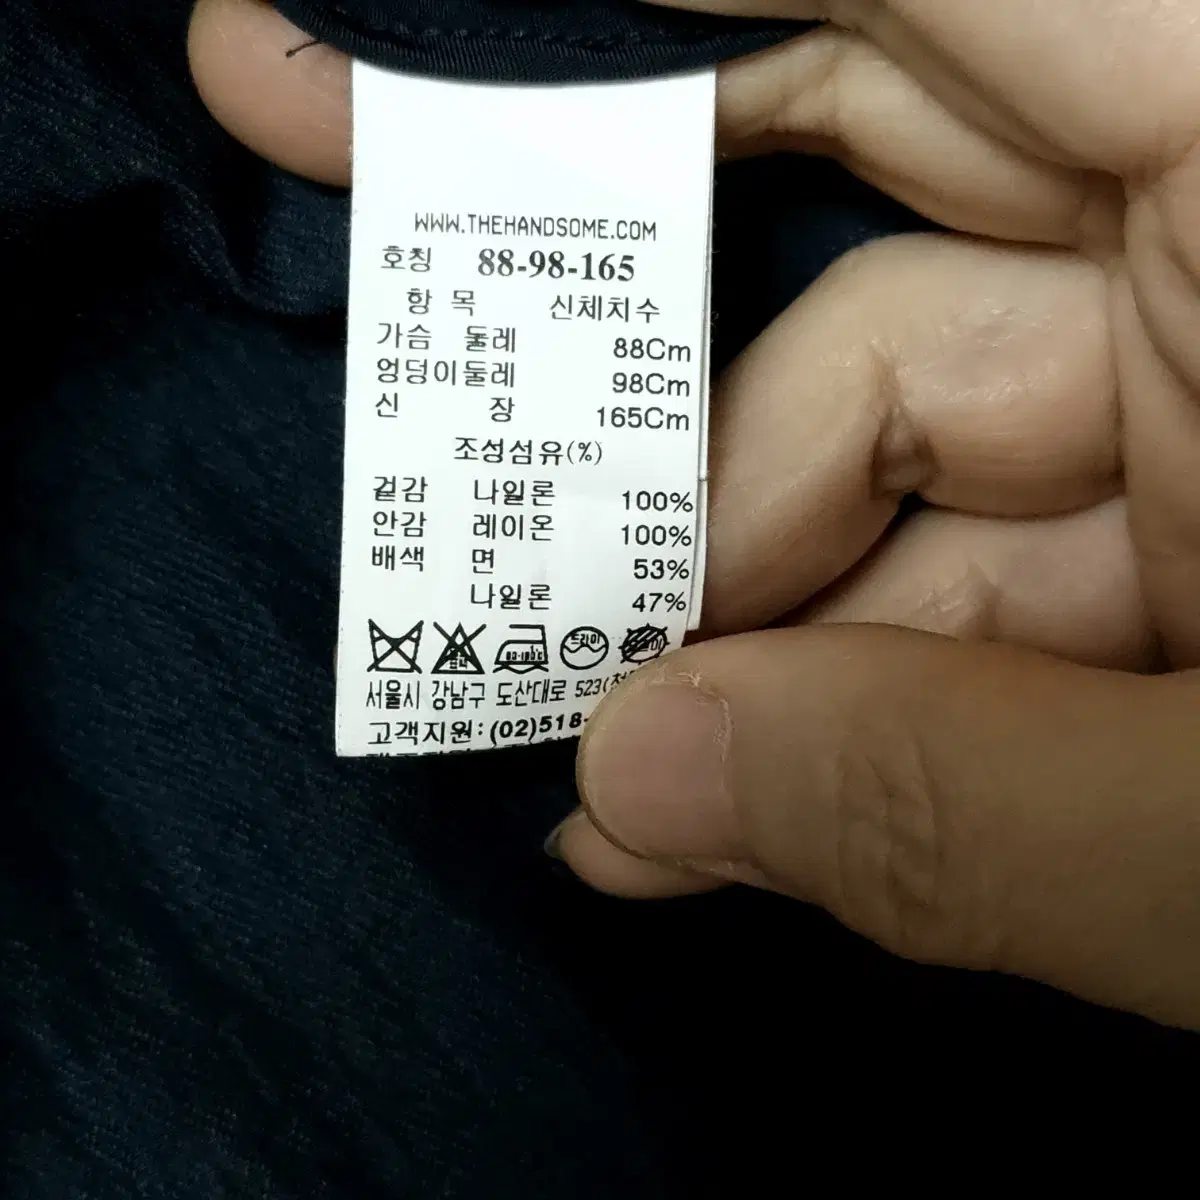 WWW.THEHANDSOME.COM
호칭 88-98-165
항 목 신체치수
가슴 둘레 88Cm
엉덩이둘레 98Cm
신 장 165Cm
조성섬유(%)
겉감 나일론 100%
안감 레이온 100%
배색 면 53%
나일론 47%
드라이
서울시 강남구 도산대로 523(
고객지원:(02)518-